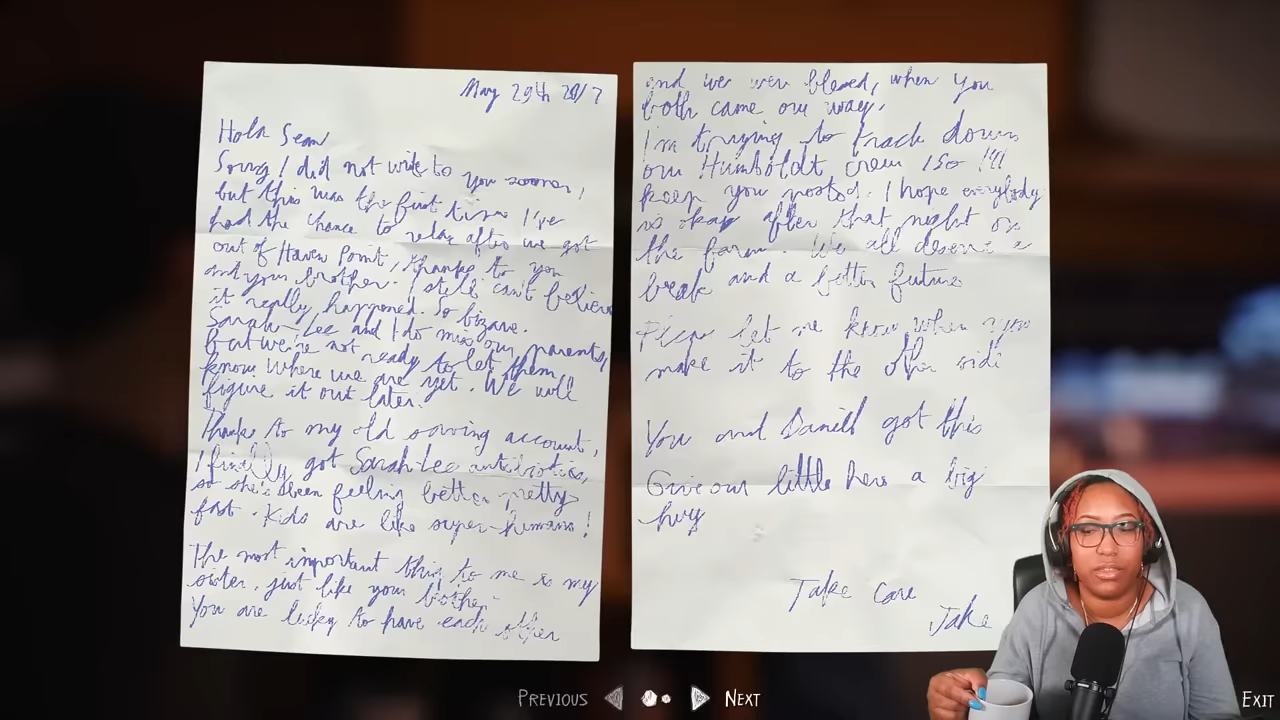 May 29th 2017
Hola Sean
Sorry I did not write to you sooner,
but this was the first time I've
had the chance to relax after we got
out of Haven Point, thanks to you
and your brother. I still can't believe
it really happened. So bizarre.
Sarah-Lee and I do miss our parents,
but we're not ready to let them
know where we are yet. We will
figure it out later.
Thanks to my old saving account,
I finally got Sarah-Lee antibiotics,
so she's been feeling better pretty
fast. Kids are like super-humans!
The most important thing to me is my
sister, just like your brother.
You are lucky to have each other
and we were blessed, when you
both came our way.
I'm trying to track down
our Humboldt crew so I'll
keep you posted. I hope everybody
is okay after that night on
the farm. We all deserve a
break and a better future
Please let me know when you
make it to the other side
You and Daniel got this
Give our little hero a big
hug
Take Care
Jake
PREVIOUS
NEXT
EXIT